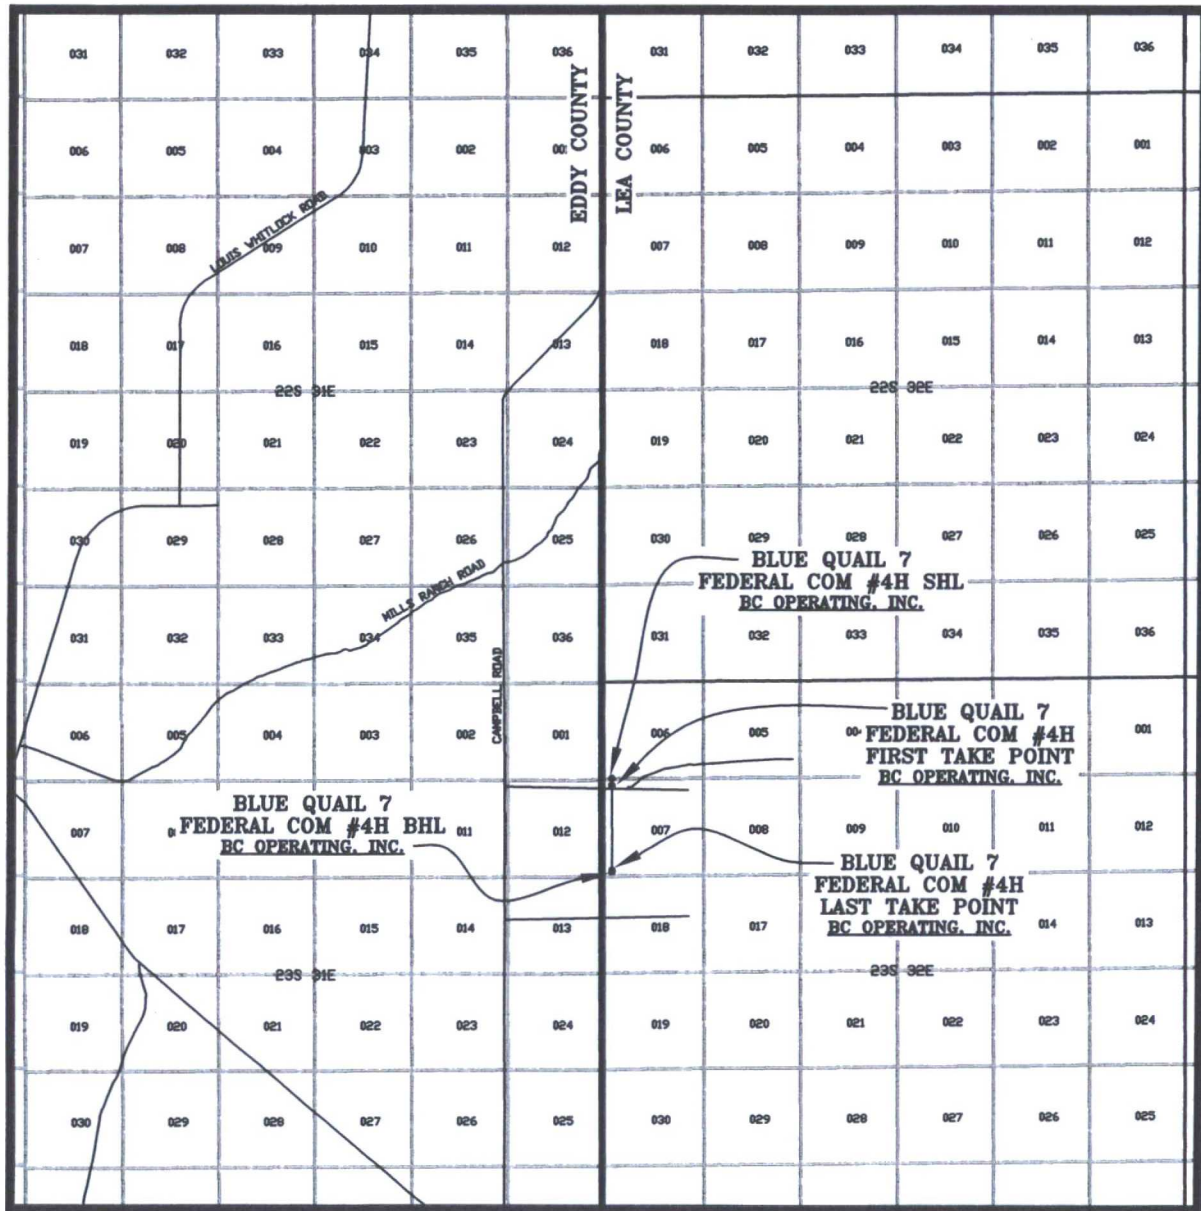 031 032 033 034 035 036 031 032 033 034 035 036
EDDY COUNTY
LEA COUNTY
006 005 004 003 002 006 005 004 003 002 001
LOUIS WHITLOCK ROAD
007 008 009 010 011 012 007 008 009 010 011 012
018 017 016 015 014 013 018 017 016 015 014 013
22S 31E 22S 32E
019 020 021 022 023 024 019 020 021 022 023 024
030 029 028 027 026 025 030 029 028 027 026 025
BLUE QUAIL 7
FEDERAL COM #4H SHL
BC OPERATING, INC.
MILLS RANCH ROAD
031 032 033 034 035 036 031 032 033 034 035 036
CAMPBELL ROAD
006 005 004 003 002 001 006 005 00 001
BLUE QUAIL 7
FEDERAL COM #4H
FIRST TAKE POINT
BC OPERATING, INC.
BLUE QUAIL 7
FEDERAL COM #4H BHL
BC OPERATING, INC.
007 011 012 007 008 009 010 011 012
BLUE QUAIL 7
FEDERAL COM #4H
LAST TAKE POINT
BC OPERATING, INC.
018 017 016 015 014 013 018 017 014 013
23S 31E 23S 32E
019 020 021 022 023 024 019 020 021 022 023 024
030 029 028 027 026 025 030 029 028 027 026 025